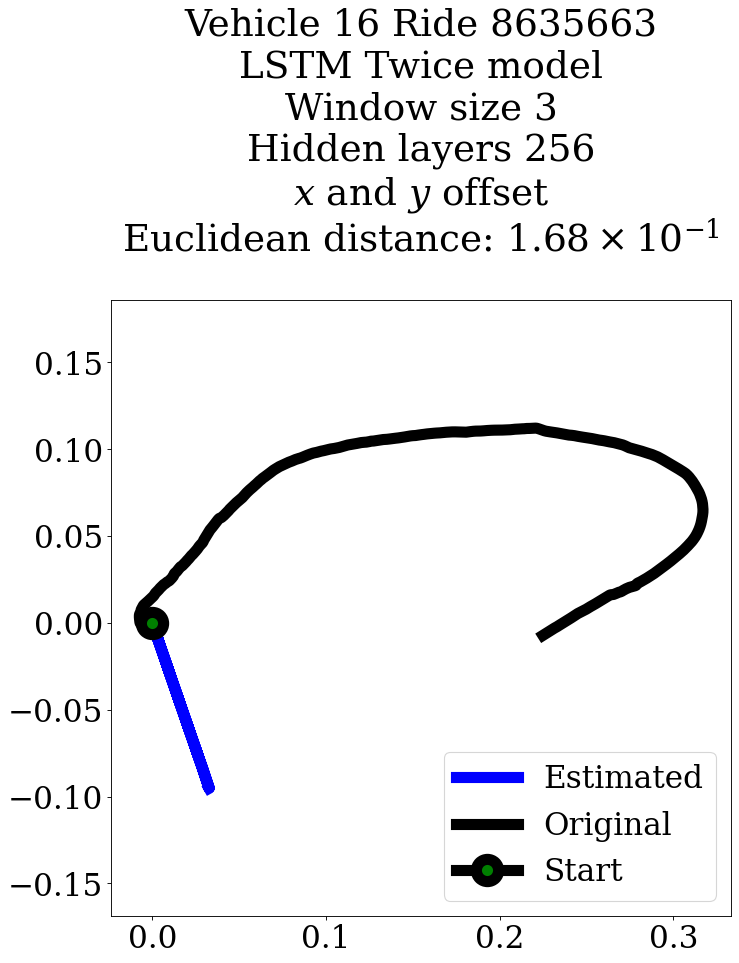 Vehicle 16 Ride 8635663
LSTM Twice model
Window size 3
Hidden layers 256
x and y offset
Euclidean distance: 1.68 × 10⁻¹
0.15
0.10
0.05
0.00
−0.05
−0.10
−0.15
Estimated
Original
Start
0.0 0.1 0.2 0.3